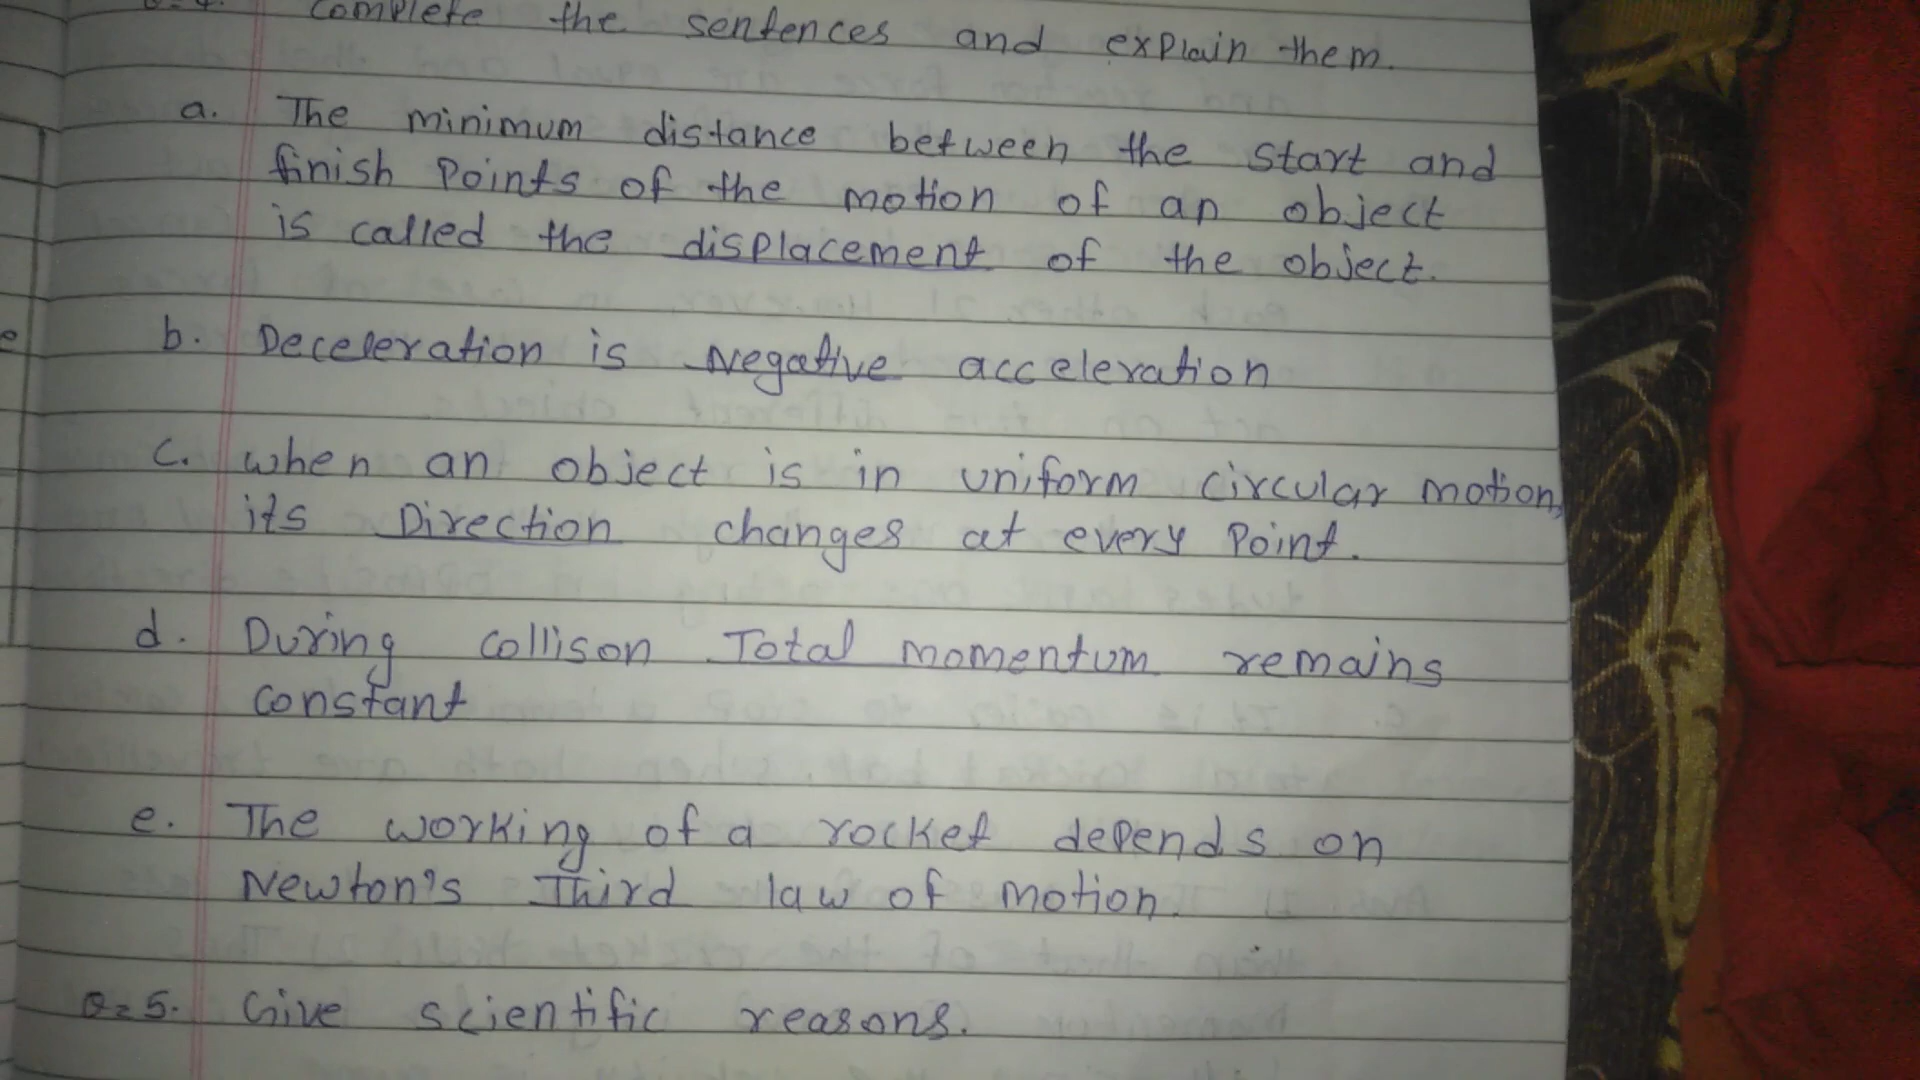 complete the sentences and explain them.
a. The minimum distance between the start and
finish points of the motion of an object
is called the displacement of the object.
b. Deceleration is Negative acceleration
c. when an object is in uniform circular motion,
its Direction changes at every point.
d. During collison Total momentum remains
constant
e. The working of a rocket depends on
Newton's Third law of motion.
Q=5. Give scientific reasons.